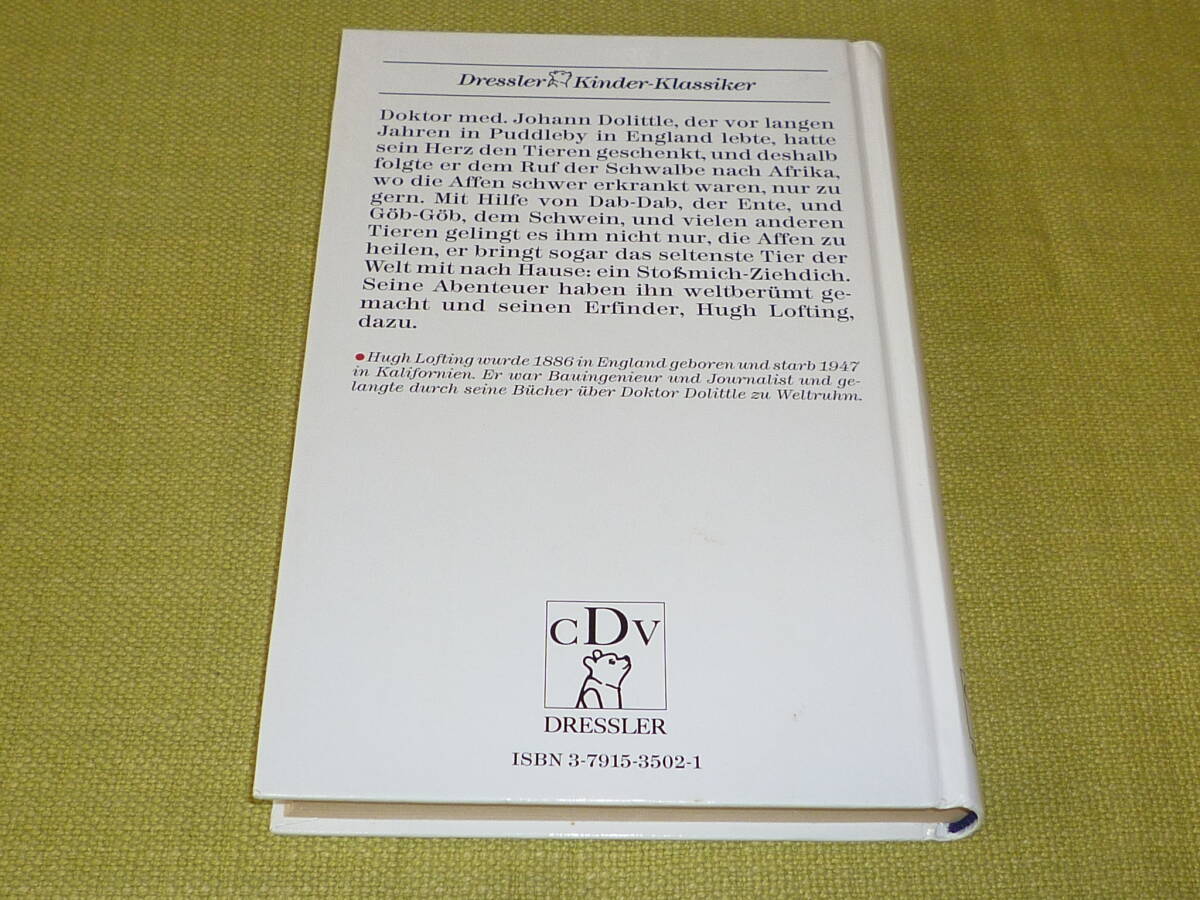 Dressler Kinder-Klassiker
Doktor med. Johann Dolittle, der vor langen
Jahren in Puddleby in England lebte, hatte
sein Herz den Tieren geschenkt, und deshalb
folgte er dem Ruf der Schwalbe nach Afrika,
wo die Affen schwer erkrankt waren, nur zu
gern. Mit Hilfe von Dab-Dab, der Ente, und
Göb-Göb, dem Schwein, und vielen anderen
Tieren gelingt es ihm nicht nur, die Affen zu
heilen, er bringt sogar das seltenste Tier der
Welt mit nach Hause: ein Stoßmich-Ziehdich.
Seine Abenteuer haben ihn weltberümt ge-
macht und seinen Erfinder, Hugh Lofting,
dazu.
● Hugh Lofting wurde 1886 in England geboren und starb 1947
in Kalifornien. Er war Bauingenieur und Journalist und ge-
langte durch seine Bücher über Doktor Dolittle zu Weltruhm.
CDV
DRESSLER
ISBN 3-7915-3502-1